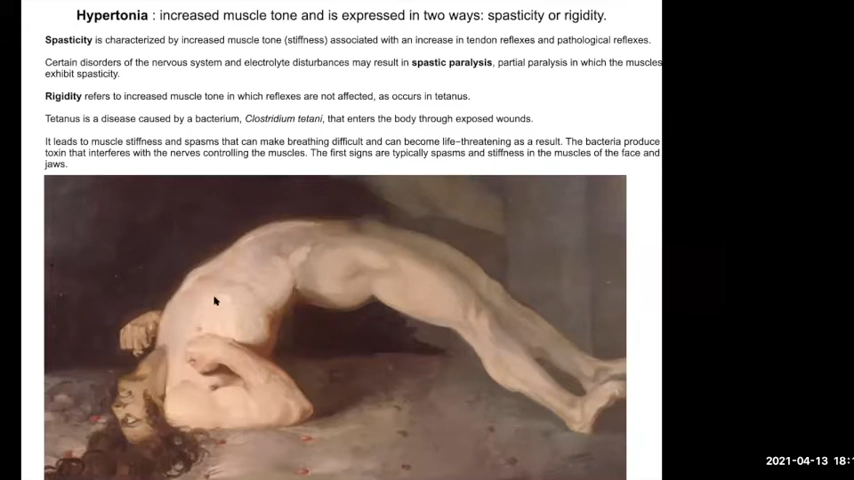 Hypertonia : increased muscle tone and is expressed in two ways: spasticity or rigidity.
Spasticity is characterized by increased muscle tone (stiffness) associated with an increase in tendon reflexes and pathological reflexes.
Certain disorders of the nervous system and electrolyte disturbances may result in spastic paralysis, partial paralysis in which the muscles
exhibit spasticity.
Rigidity refers to increased muscle tone in which reflexes are not affected, as occurs in tetanus.
Tetanus is a disease caused by a bacterium, Clostridium tetani, that enters the body through exposed wounds.
It leads to muscle stiffness and spasms that can make breathing difficult and can become life-threatening as a result. The bacteria produce
toxin that interferes with the nerves controlling the muscles. The first signs are typically spasms and stiffness in the muscles of the face and
jaws.
2021-04-13 18: